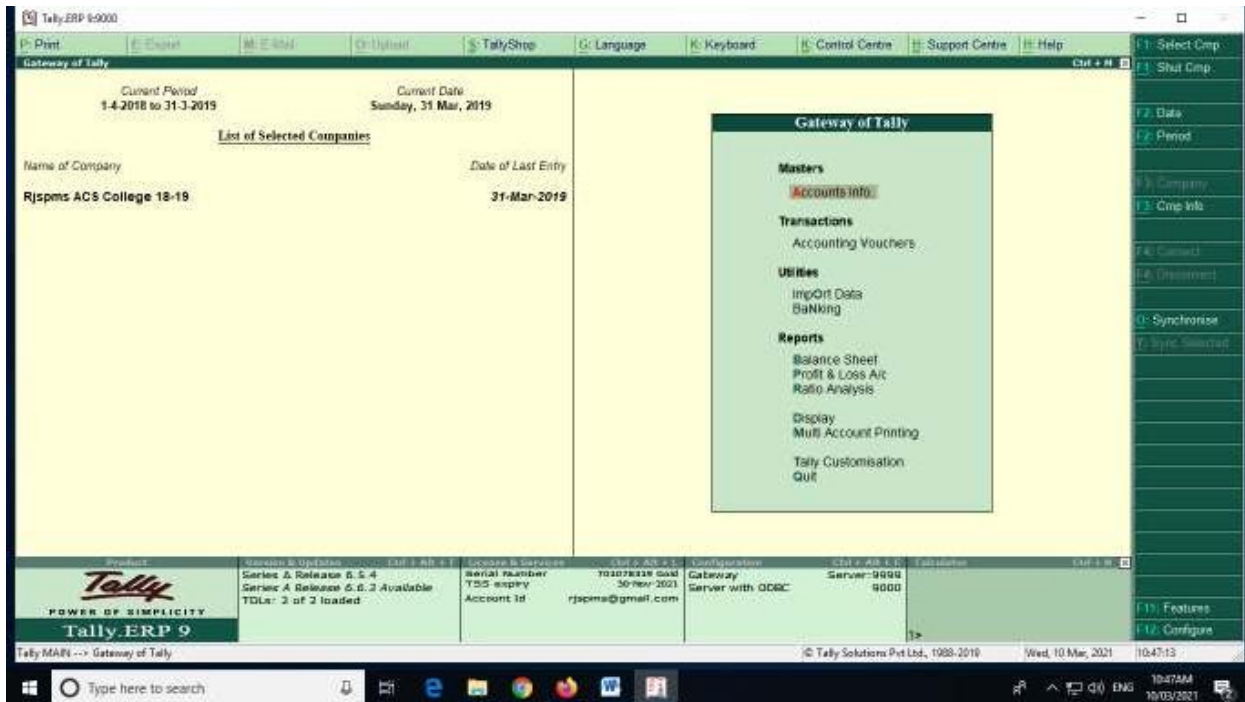 Tally.ERP 9:9000
P: Print E: Export M: E-Mail O: Upload S: TallyShop G: Language K: Keyboard K: Control Centre H: Support Centre H: Help
Gateway of Tally Ctrl + M
Current Period
1-4-2018 to 31-3-2019
Current Date
Sunday, 31 Mar, 2019
List of Selected Companies
Name of Company Date of Last Entry
Rjspms ACS College 18-19 31-Mar-2019
Gateway of Tally
Masters
Accounts Info.
Transactions
Accounting Vouchers
Utilities
ImpOrt Data
BaNking
Reports
Balance Sheet
Profit & Loss A/c
Ratio Analysis
Display
Multi Account Printing
Tally Customisation
Quit
F1: Select Cmp
F1: Shut Cmp
F2: Date
F2: Period
F3: Company
F3: Cmp Info
F4: Connect
F4: Disconnect
O: Synchronise
Y: Sync Selected
F11: Features
F12: Configure
Product
Tally
POWER OF SIMPLICITY
Tally.ERP 9
Version & Updates Ctrl + Alt + T
Series A Release 6.5.4
Series A Release 6.6.3 Available
TDLs: 2 of 2 loaded
License & Services Ctrl + Alt + L
Serial Number Gold
TSS expiry 30-Nov-2021
Account Id rjspms@gmail.com
Configuration
Gateway Server:9999
Server with ODBC 9000
Calculator Ctrl + N
1>
Tally MAIN --> Gateway of Tally © Tally Solutions Pvt Ltd., 1988-2019 Wed, 10 Mar, 2021 10:47:13
Type here to search
ENG
10:47AM
10/03/2021